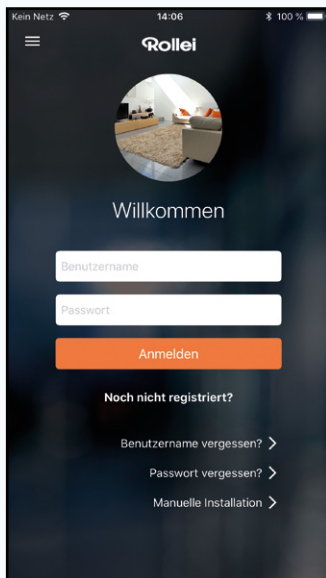 Kein Netz 14:06 100 %
Rollei
Willkommen
Benutzername
Passwort
Anmelden
Noch nicht registriert?
Benutzername vergessen?
Passwort vergessen?
Manuelle Installation